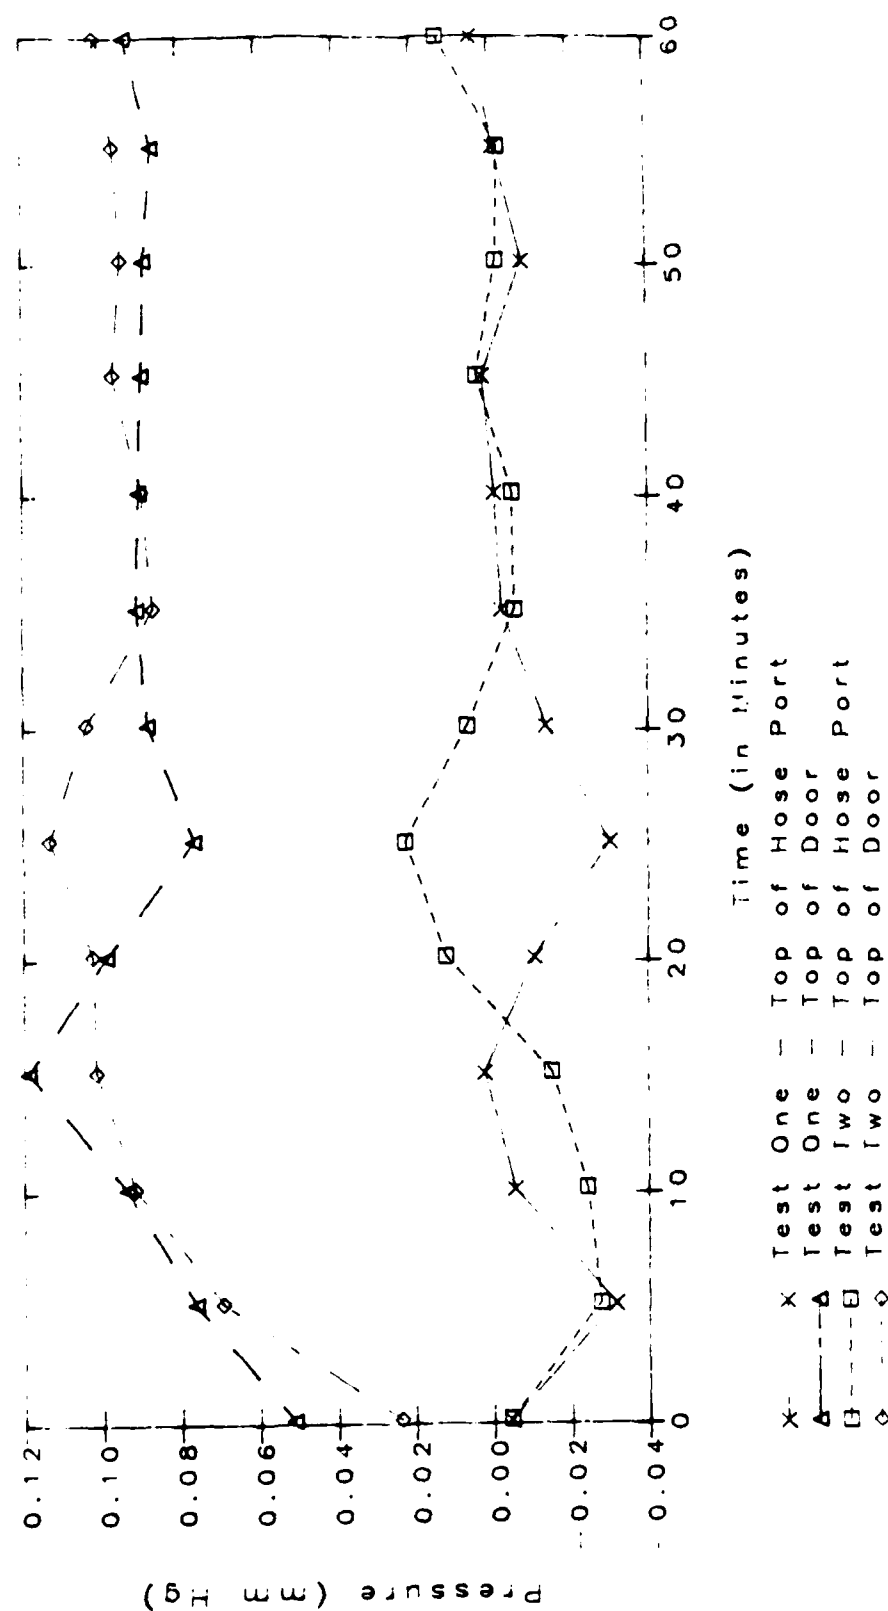 Pressure (mm Hg)
0.12
0.10
0.08
0.06
0.04
0.02
0.00
-0.02
-0.04
0 10 20 30 40 50 60
Time (in Minutes)
Test One - Top of Hose Port
Test One - Top of Door
Test Two - Top of Hose Port
Test Two - Top of Door